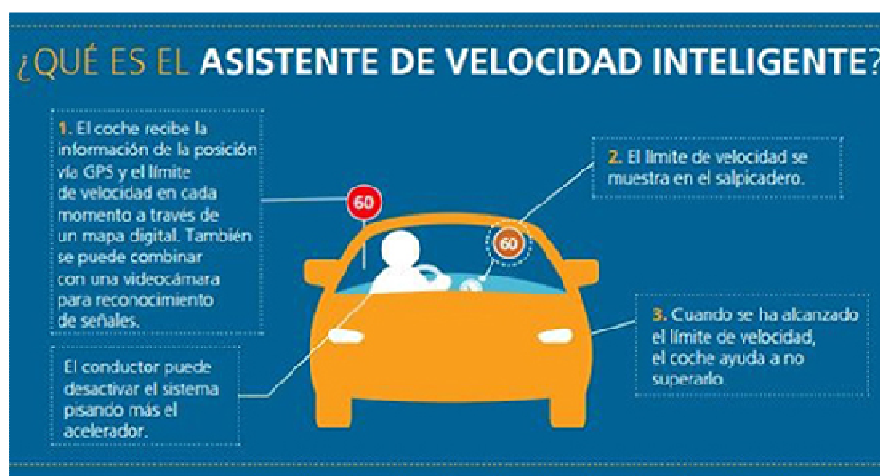 ¿QUÉ ES EL ASISTENTE DE VELOCIDAD INTELIGENTE?
1. El coche recibe la
información de la posición
vía GPS y el límite
de velocidad en cada
momento a través de
un mapa digital. También
se puede combinar
con una videocámara
para reconocimiento
de señales.
60
60
2. El límite de velocidad se
muestra en el salpicadero.
3. Cuando se ha alcanzado
el límite de velocidad,
el coche ayuda a no
superarlo
El conductor puede
desactivar el sistema
pisando más el
acelerador.